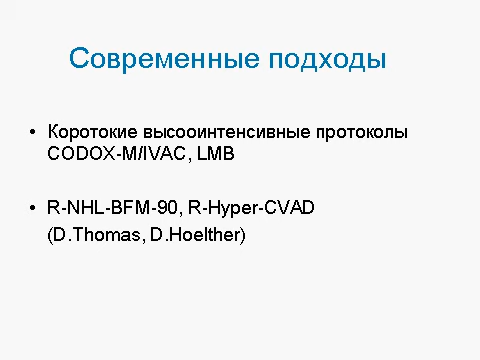 Современные подходы
• Коротокие высооинтенсивные протоколы
CODOX-M/IVAC, LMB
• R-NHL-BFM-90, R-Hyper-CVAD
(D.Thomas, D.Hoelther)